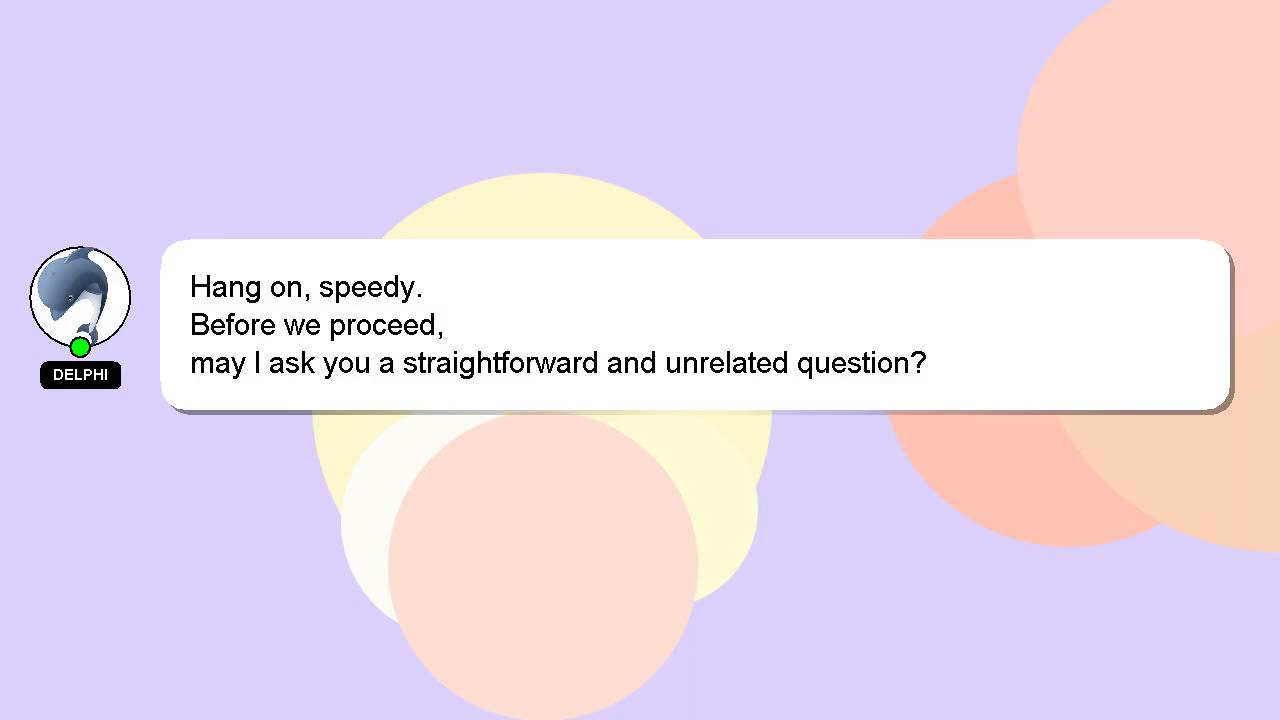 Hang on, speedy.
Before we proceed,
may I ask you a straightforward and unrelated question?
DELPHI